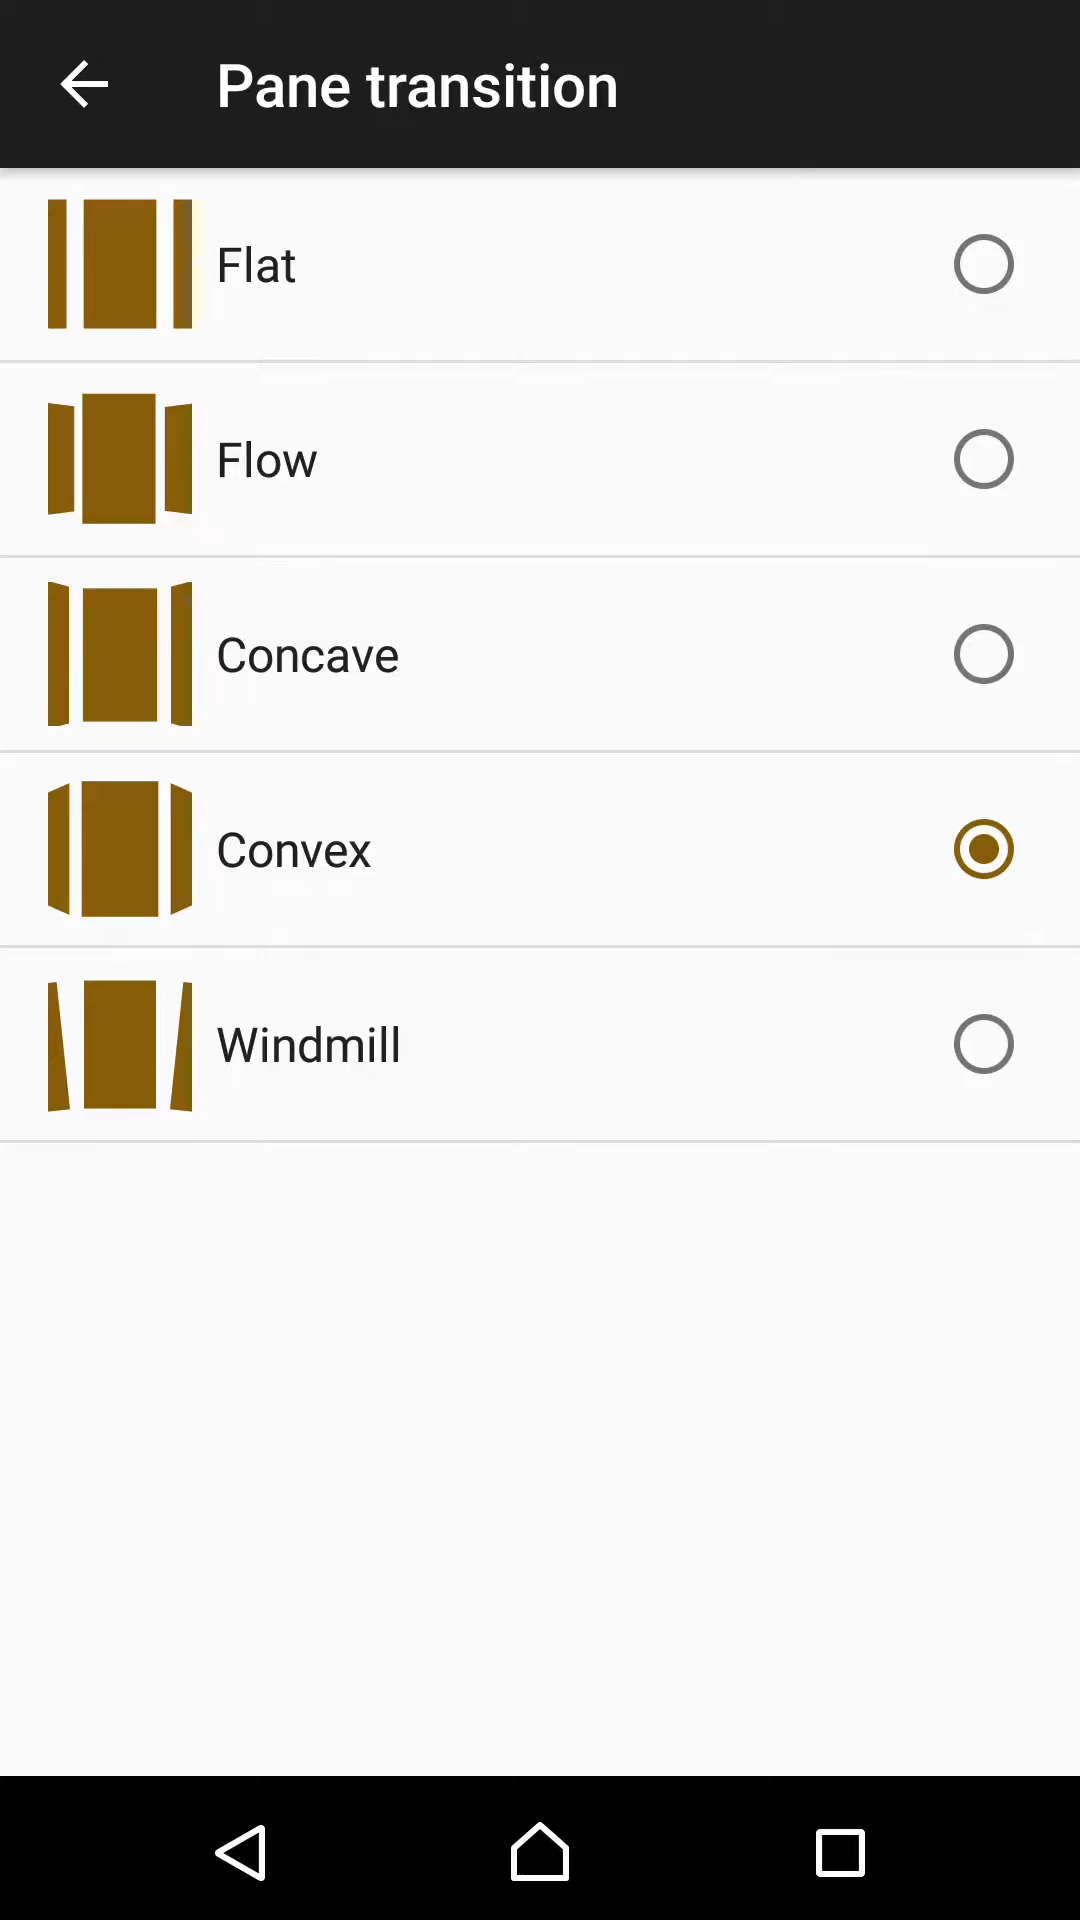 Pane transition
Flat
Flow
Concave
Convex
Windmill